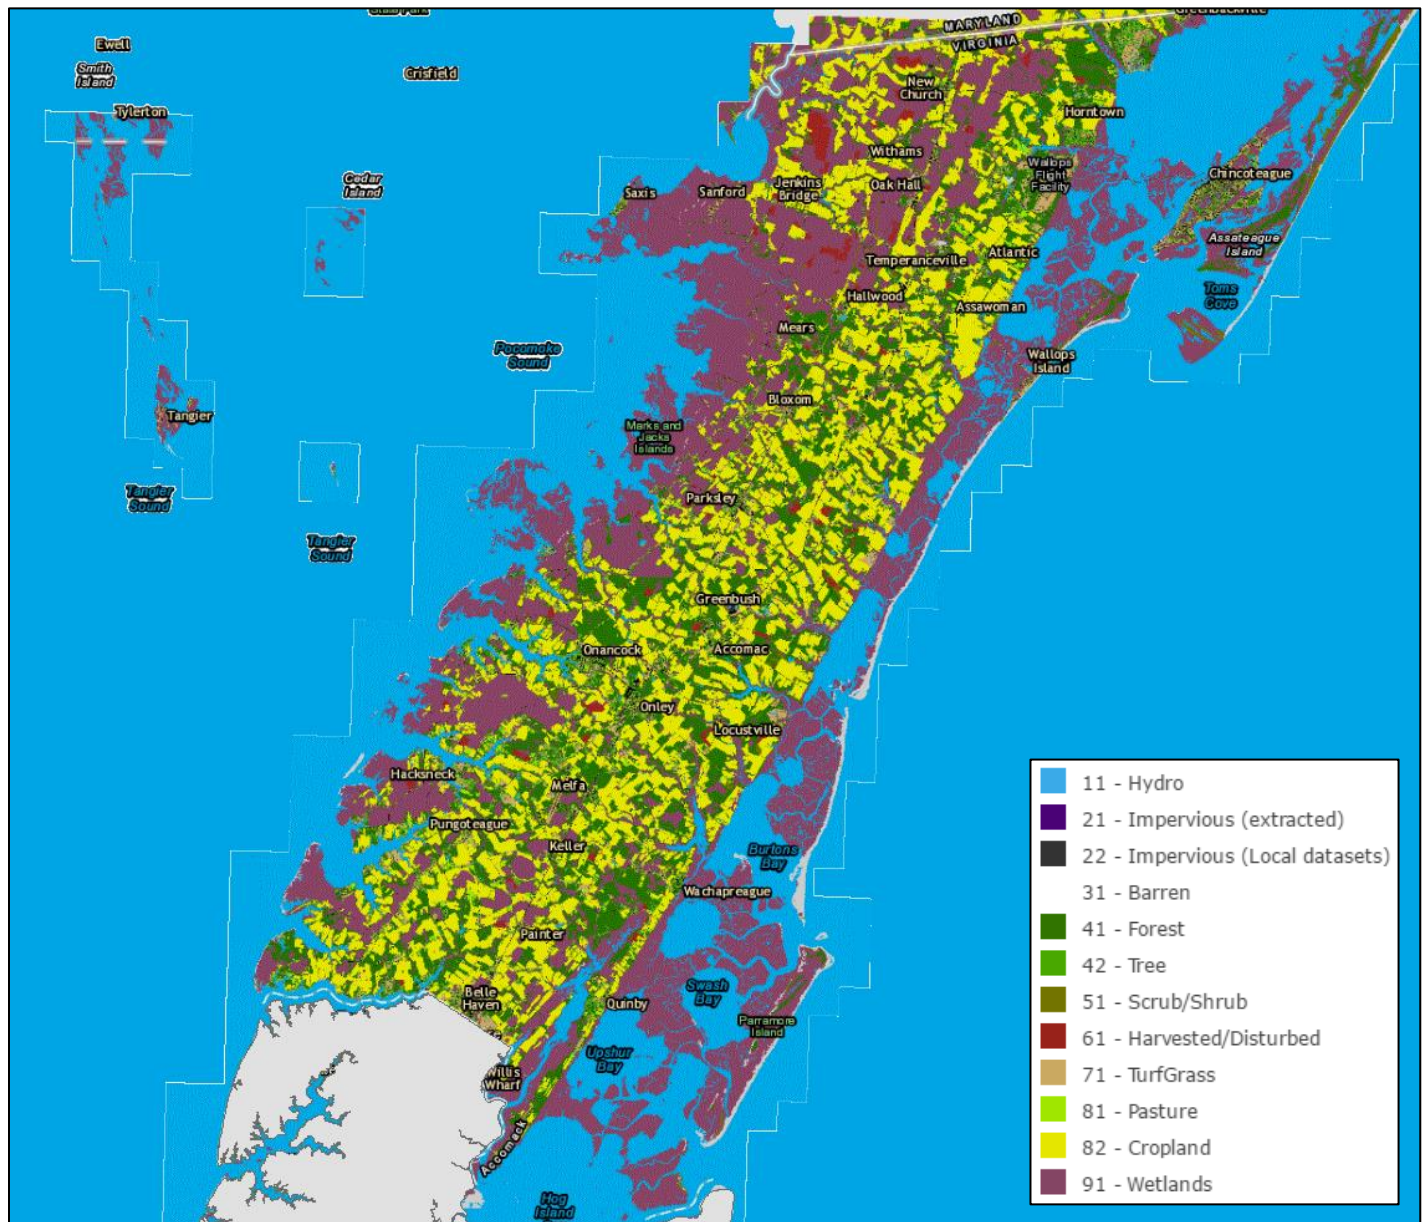 State Park
Greenbackville
MARYLAND
VIRGINIA
Ewell
Smith
Island
Crisfield
Tylerton
New
Church
Horntown
Withams
Wallops
Flight
Facility
Cedar
Island
Saxis
Sanford
Jenkins
Bridge
Oak Hall
Chincoteague
Assateague
Island
Temperanceville
Atlantic
Toms
Cove
Hallwood
Assawoman
Mears
Pocomoke
Sound
Wallops
Island
Bloxom
Tangier
Marks and
Jacks
Islands
Tangier
Sound
Parksley
Tangier
Sound
Greenbush
Onancock
Accomac
Onley
Locustville
Hacksneck
Melfa
Pungoteague
Keller
Burtons
Bay
Wachapreague
Painter
Belle
Haven
Quinby
Swash
Bay
Parramore
Island
Upshur
Bay
Willis
Wharf
Accomack
Hog
Island
11 - Hydro
21 - Impervious (extracted)
22 - Impervious (Local datasets)
31 - Barren
41 - Forest
42 - Tree
51 - Scrub/Shrub
61 - Harvested/Disturbed
71 - TurfGrass
81 - Pasture
82 - Cropland
91 - Wetlands